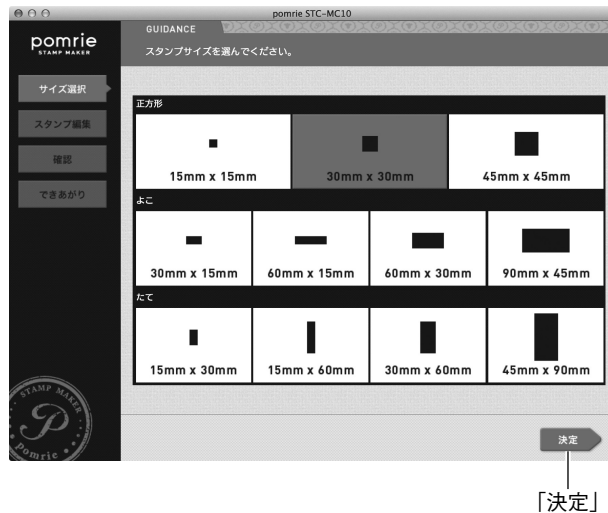 pomrie STC-MC10
pomrie
STAMP MAKER
GUIDANCE
スタンプサイズを選んでください。
サイズ選択
スタンプ編集
確認
できあがり
正方形
15mm x 15mm
30mm x 30mm
45mm x 45mm
よこ
30mm x 15mm
60mm x 15mm
60mm x 30mm
90mm x 45mm
たて
15mm x 30mm
15mm x 60mm
30mm x 60mm
45mm x 90mm
STAMP MAKER
P
pomrie
決定
「決定」